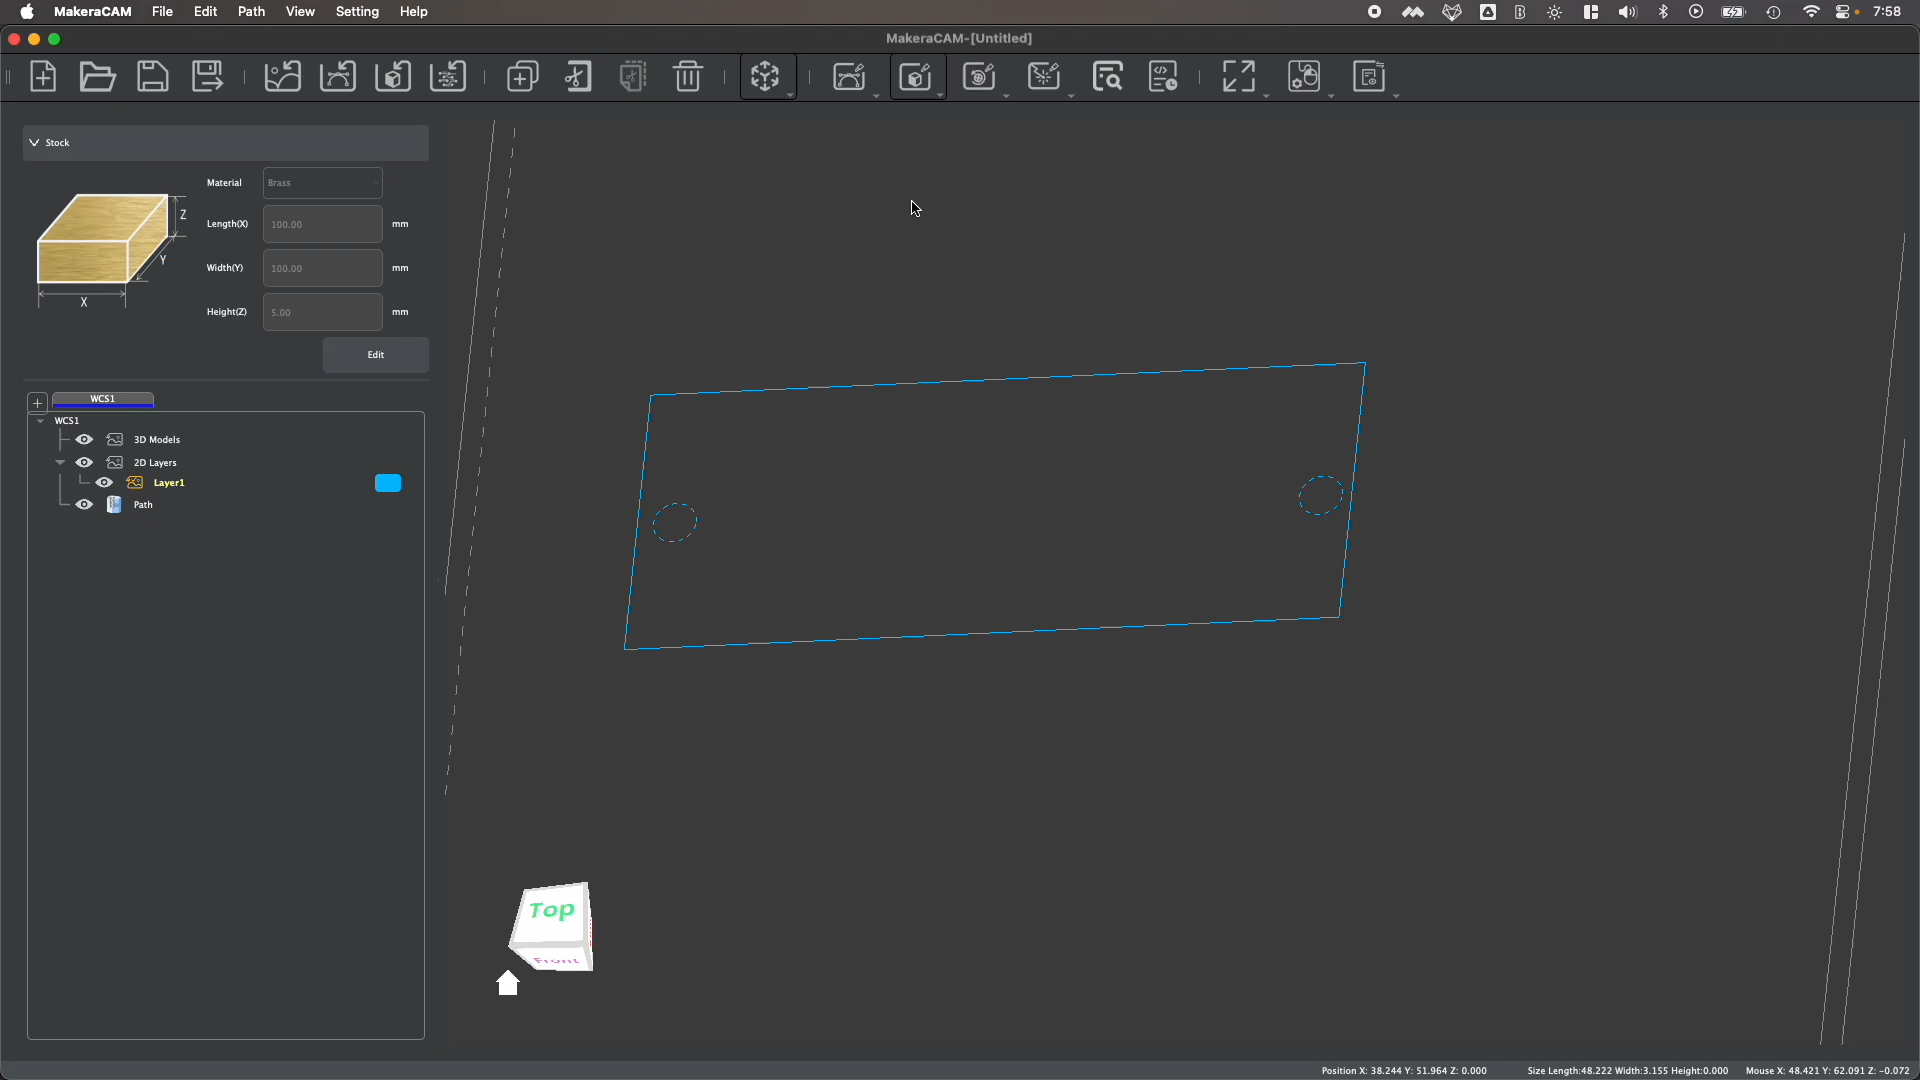 MakeraCAM File Edit Path View Setting Help 7:58
MakeraCAM-[Untitled]
Stock
Material Brass
Length(X) 100.00 mm
Width(Y) 100.00 mm
Height(Z) 5.00 mm
Z
Y
X
Edit
+ WCS1
WCS1
3D Models
2D Layers
Layer1
Path
Top
Front
Position X: 38.244 Y: 51.964 Z: 0.000 Size Length:48.222 Width:3.155 Height:0.000 Mouse X: 48.421 Y: 62.091 Z: -0.072